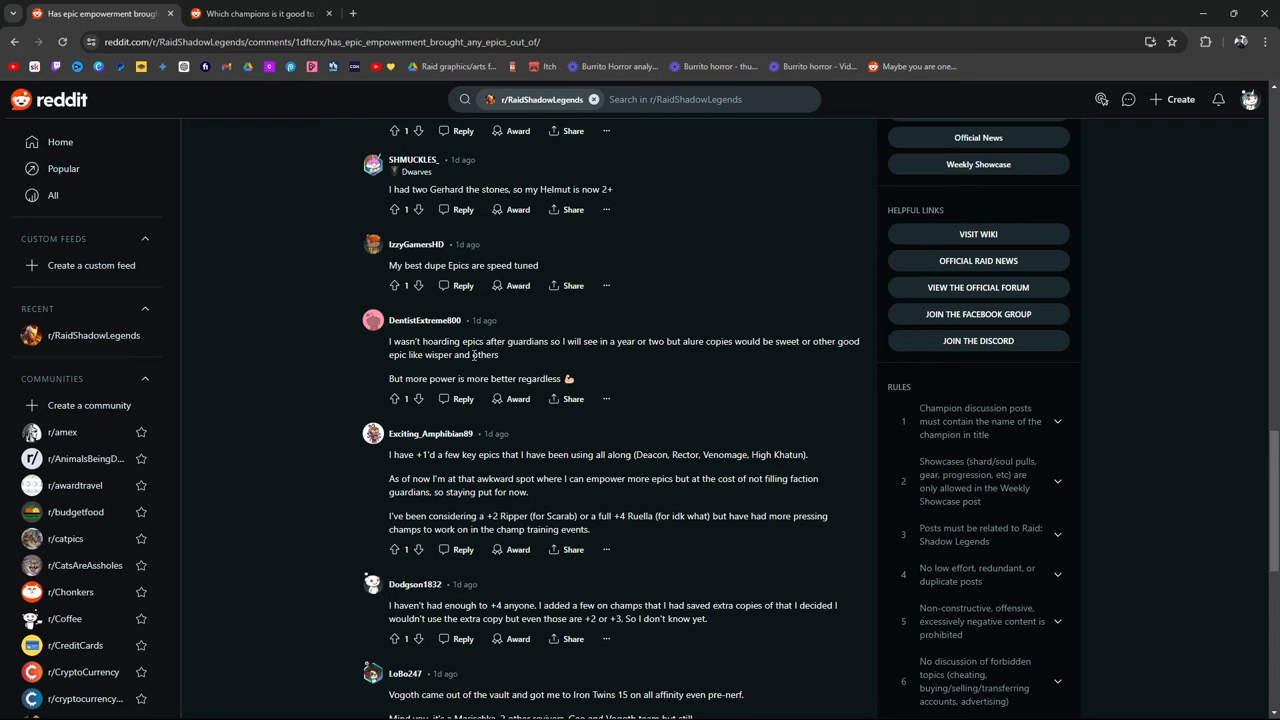 Has epic empowerment brough
Which champions is it good to
reddit.com/r/RaidShadowLegends/comments/1dftcrx/has_epic_empowerment_brought_any_epics_out_of/
Raid graphics/arts f...
Itch
Burrito Horror analy...
Burrito horror - thu...
Burrito horror - Vid...
Maybe you are one...
reddit
r/RaidShadowLegends
Search in r/RaidShadowLegends
Create
Home
Popular
All
CUSTOM FEEDS
Create a custom feed
RECENT
r/RaidShadowLegends
COMMUNITIES
Create a community
r/amex
r/AnimalsBeingD...
r/awardtravel
r/budgetfood
r/catpics
r/CatsAreAssholes
r/Chonkers
r/Coffee
r/CreditCards
r/CryptoCurrency
r/cryptocurrency...
1 Reply Award Share ...
SHMUCKLES_ • 1d ago
Dwarves
I had two Gerhard the stones, so my Helmut is now 2+
1 Reply Award Share ...
IzzyGamersHD • 1d ago
My best dupe Epics are speed tuned
1 Reply Award Share ...
DentistExtreme800 • 1d ago
I wasn't hoarding epics after guardians so I will see in a year or two but alure copies would be sweet or other good
epic like wisper and others
But more power is more better regardless 💪🏼
1 Reply Award Share ...
Exciting_Amphibian89 • 1d ago
I have +1'd a few key epics that I have been using all along (Deacon, Rector, Venomage, High Khatun).
As of now I'm at that awkward spot where I can empower more epics but at the cost of not filling faction
guardians, so staying put for now.
I've been considering a +2 Ripper (for Scarab) or a full +4 Ruella (for idk what) but have had more pressing
champs to work on in the champ training events.
1 Reply Award Share ...
Dodgson1832 • 1d ago
I haven't had enough to +4 anyone. I added a few on champs that I had saved extra copies of that I decided I
wouldn't use the extra copy but even those are +2 or +3. So I don't know yet.
1 Reply Award Share ...
LoBo247 • 1d ago
Vogoth came out of the vault and got me to Iron Twins 15 on all affinity even pre-nerf.
Official News
Weekly Showcase
HELPFUL LINKS
VISIT WIKI
OFFICIAL RAID NEWS
VIEW THE OFFICIAL FORUM
JOIN THE FACEBOOK GROUP
JOIN THE DISCORD
RULES
1 Champion discussion posts
must contain the name of the
champion in title
2 Showcases (shard/soul pulls,
gear, progression, etc) are
only allowed in the Weekly
Showcase post
3 Posts must be related to Raid:
Shadow Legends
4 No low effort, redundant, or
duplicate posts
5 Non-constructive, offensive,
excessively negative content is
prohibited
6 No discussion of forbidden
topics (cheating,
buying/selling/transferring
accounts, advertising)